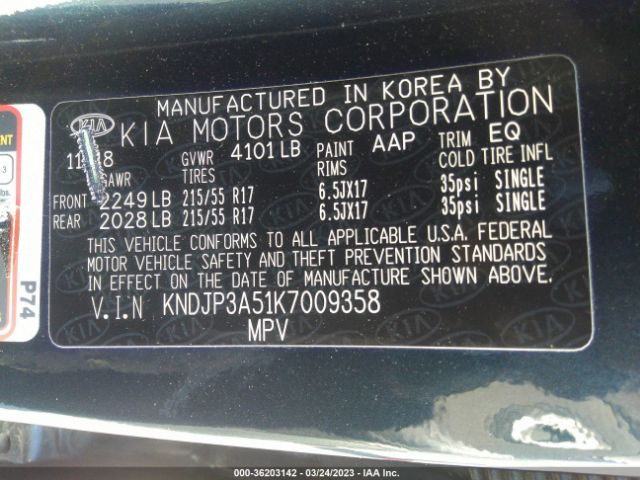 MANUFACTURED IN KOREA BY
KIA KIA MOTORS CORPORATION
GVWR 4101 LB PAINT AAP TRIM EQ
TIRES RIMS COLD TIRE INFL
FRONT 2249 LB 215/55 R17 6.5JX17 35psi SINGLE
REAR 2028 LB 215/55 R17 6.5JX17 35psi SINGLE
THIS VEHICLE CONFORMS TO ALL APPLICABLE U.S.A. FEDERAL
MOTOR VEHICLE SAFETY AND THEFT PREVENTION STANDARDS
IN EFFECT ON THE DATE OF MANUFACTURE SHOWN ABOVE.
V.I.N KNDJP3A51K7009358
MPV
P74
000-36203142 - 03/24/2023 - IAA Inc.